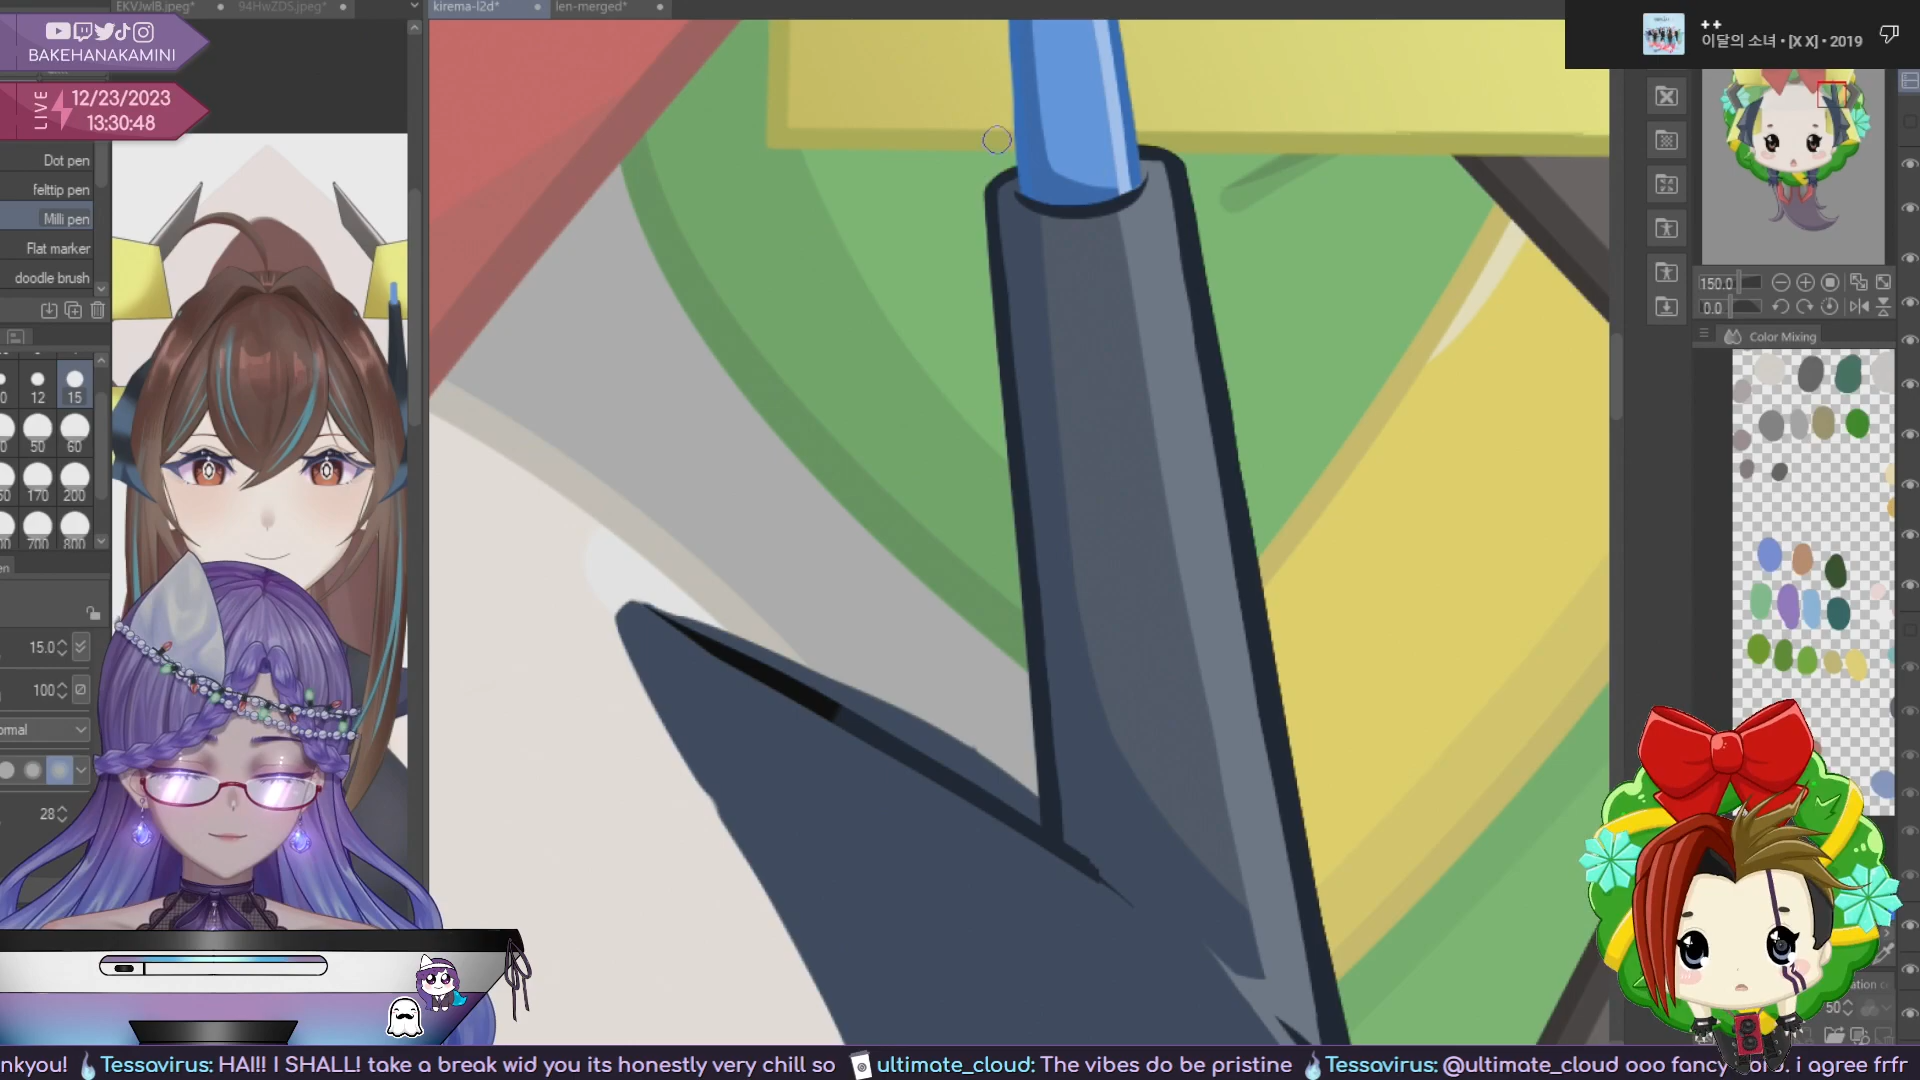 EKVJwIB.jpeg*
94HwZDS.jpeg*
kirema-l2d*
len-merged*
BAKEHANAKAMINI
LIVE
12/23/2023
13:30:48
++
이달의 소녀 • [X X] • 2019
Dot pen
felttip pen
Milli pen
Flat marker
doodle brush
12
15
50
60
170
200
700
800
15.0
100
28
150.0
0.0
Color Mixing
50
nkyou!
Tessavirus: HAI!! I SHALL! take a break wid you its honestly very chill so
ultimate_cloud: The vibes do be pristine
Tessavirus: @ultimate_cloud ooo fancy
i agree frfr